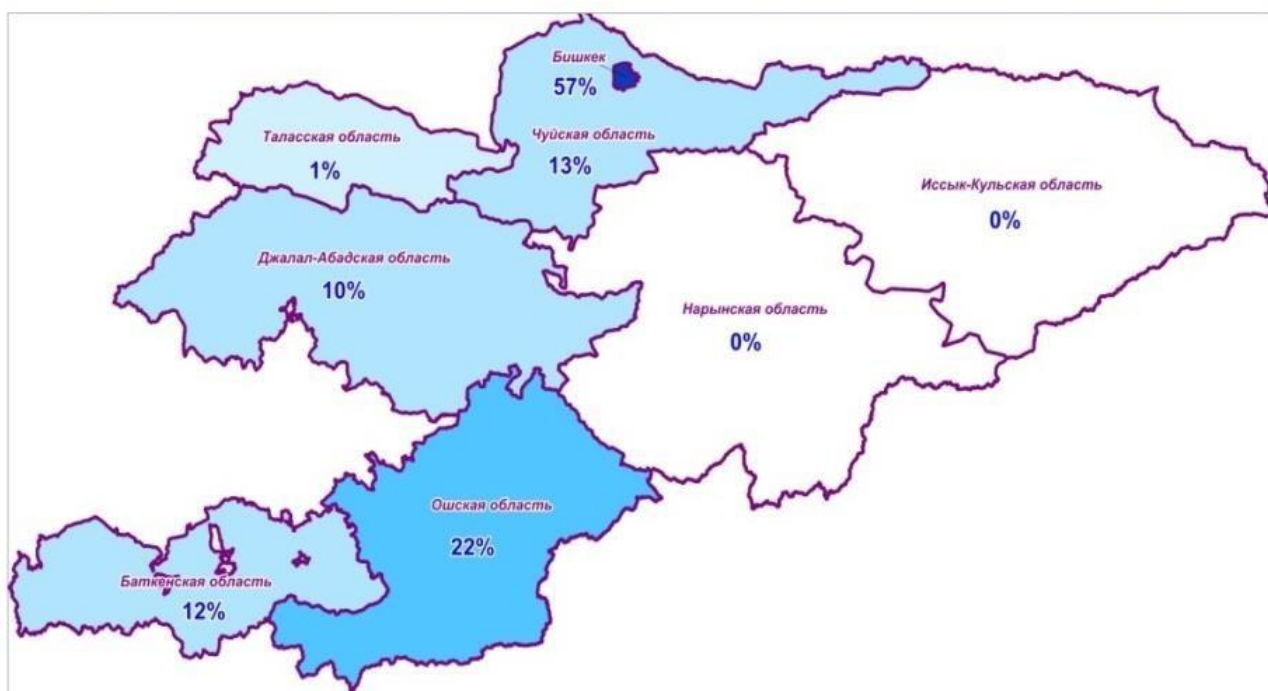 Бишкек
57%
Таласская область
1%
Чуйская область
13%
Иссык-Кульская область
0%
Джалал-Абадская область
10%
Нарынская область
0%
Ошская область
22%
Баткенская область
12%